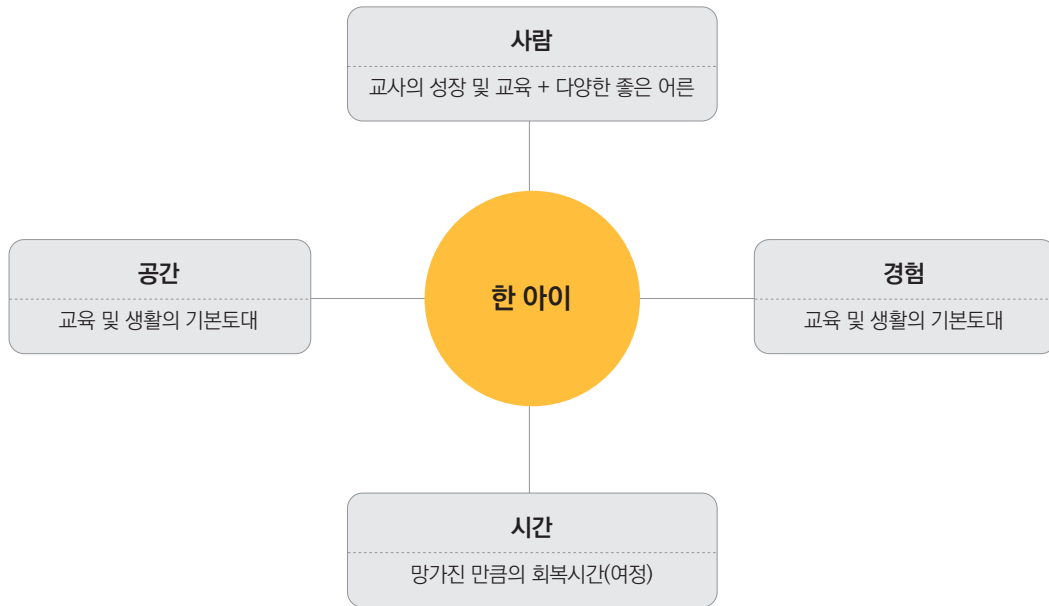 사람
교사의 성장 및 교육 + 다양한 좋은 어른
공간
교육 및 생활의 기본토대
한 아이
경험
교육 및 생활의 기본토대
시간
망가진 만큼의 회복시간(여정)